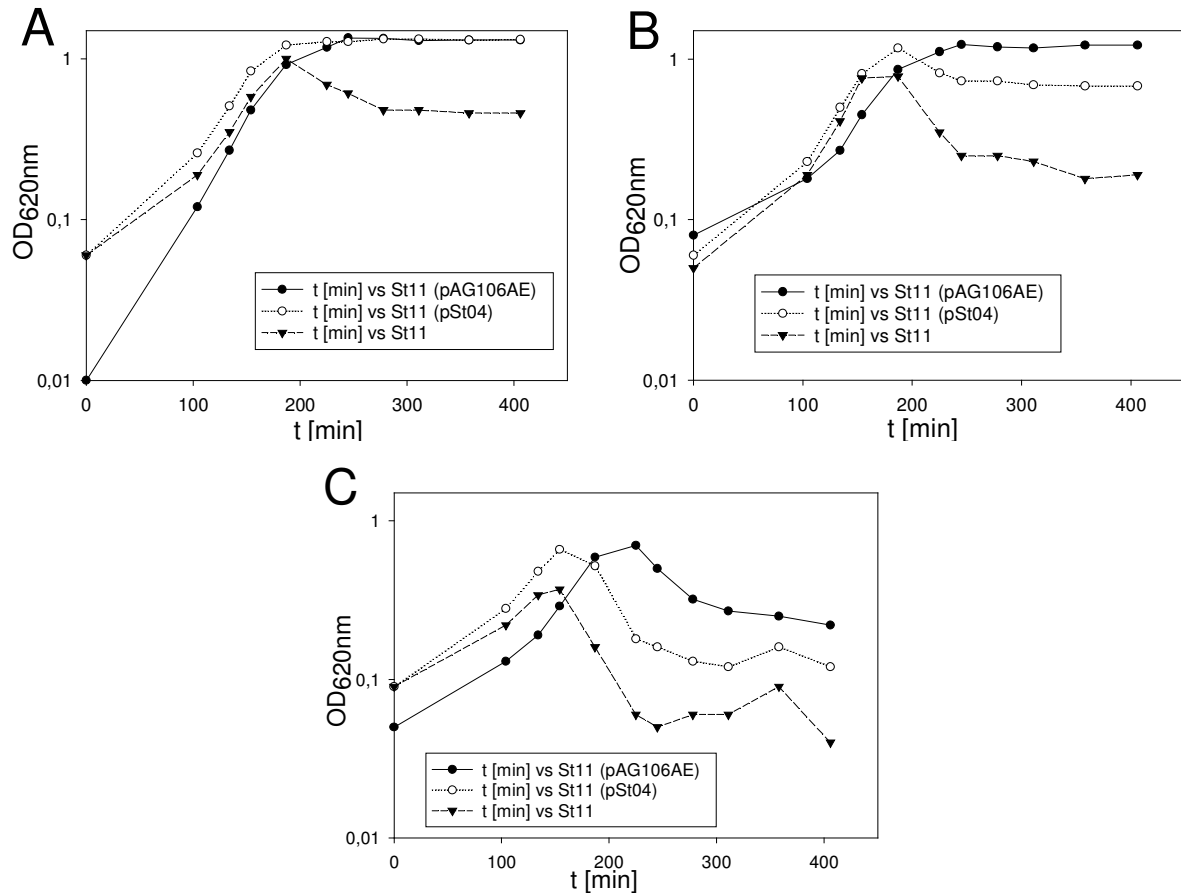 A
1
0,1
0,01
OD620nm
0 100 200 300 400
t [min]
t [min] vs St11 (pAG106AE)
t [min] vs St11 (pSt04)
t [min] vs St11
B
1
0,1
0,01
OD620nm
0 100 200 300 400
t [min]
t [min] vs St11 (pAG106AE)
t [min] vs St11 (pSt04)
t [min] vs St11
C
1
0,1
0,01
OD620nm
0 100 200 300 400
t [min]
t [min] vs St11 (pAG106AE)
t [min] vs St11 (pSt04)
t [min] vs St11